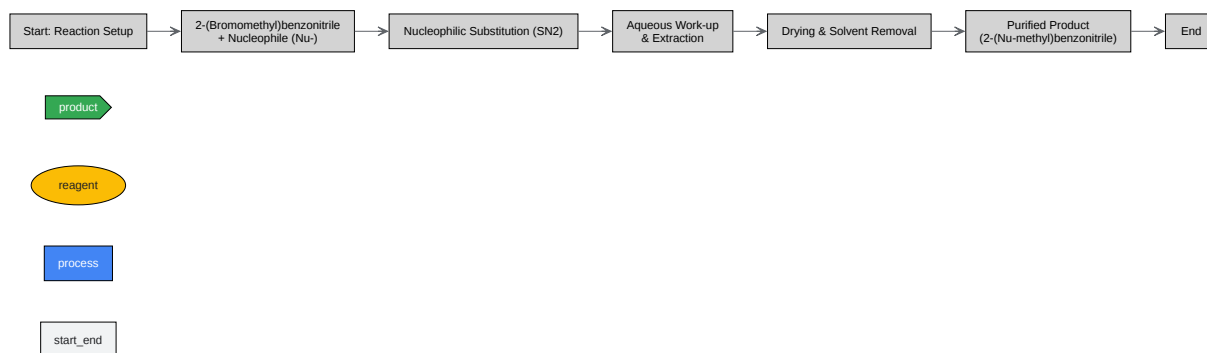 Start: Reaction Setup
2-(Bromomethyl)benzonitrile
+ Nucleophile (Nu-)
Nucleophilic Substitution (SN2)
Aqueous Work-up
& Extraction
Drying & Solvent Removal
Purified Product
(2-(Nu-methyl)benzonitrile)
End
product
reagent
process
start_end